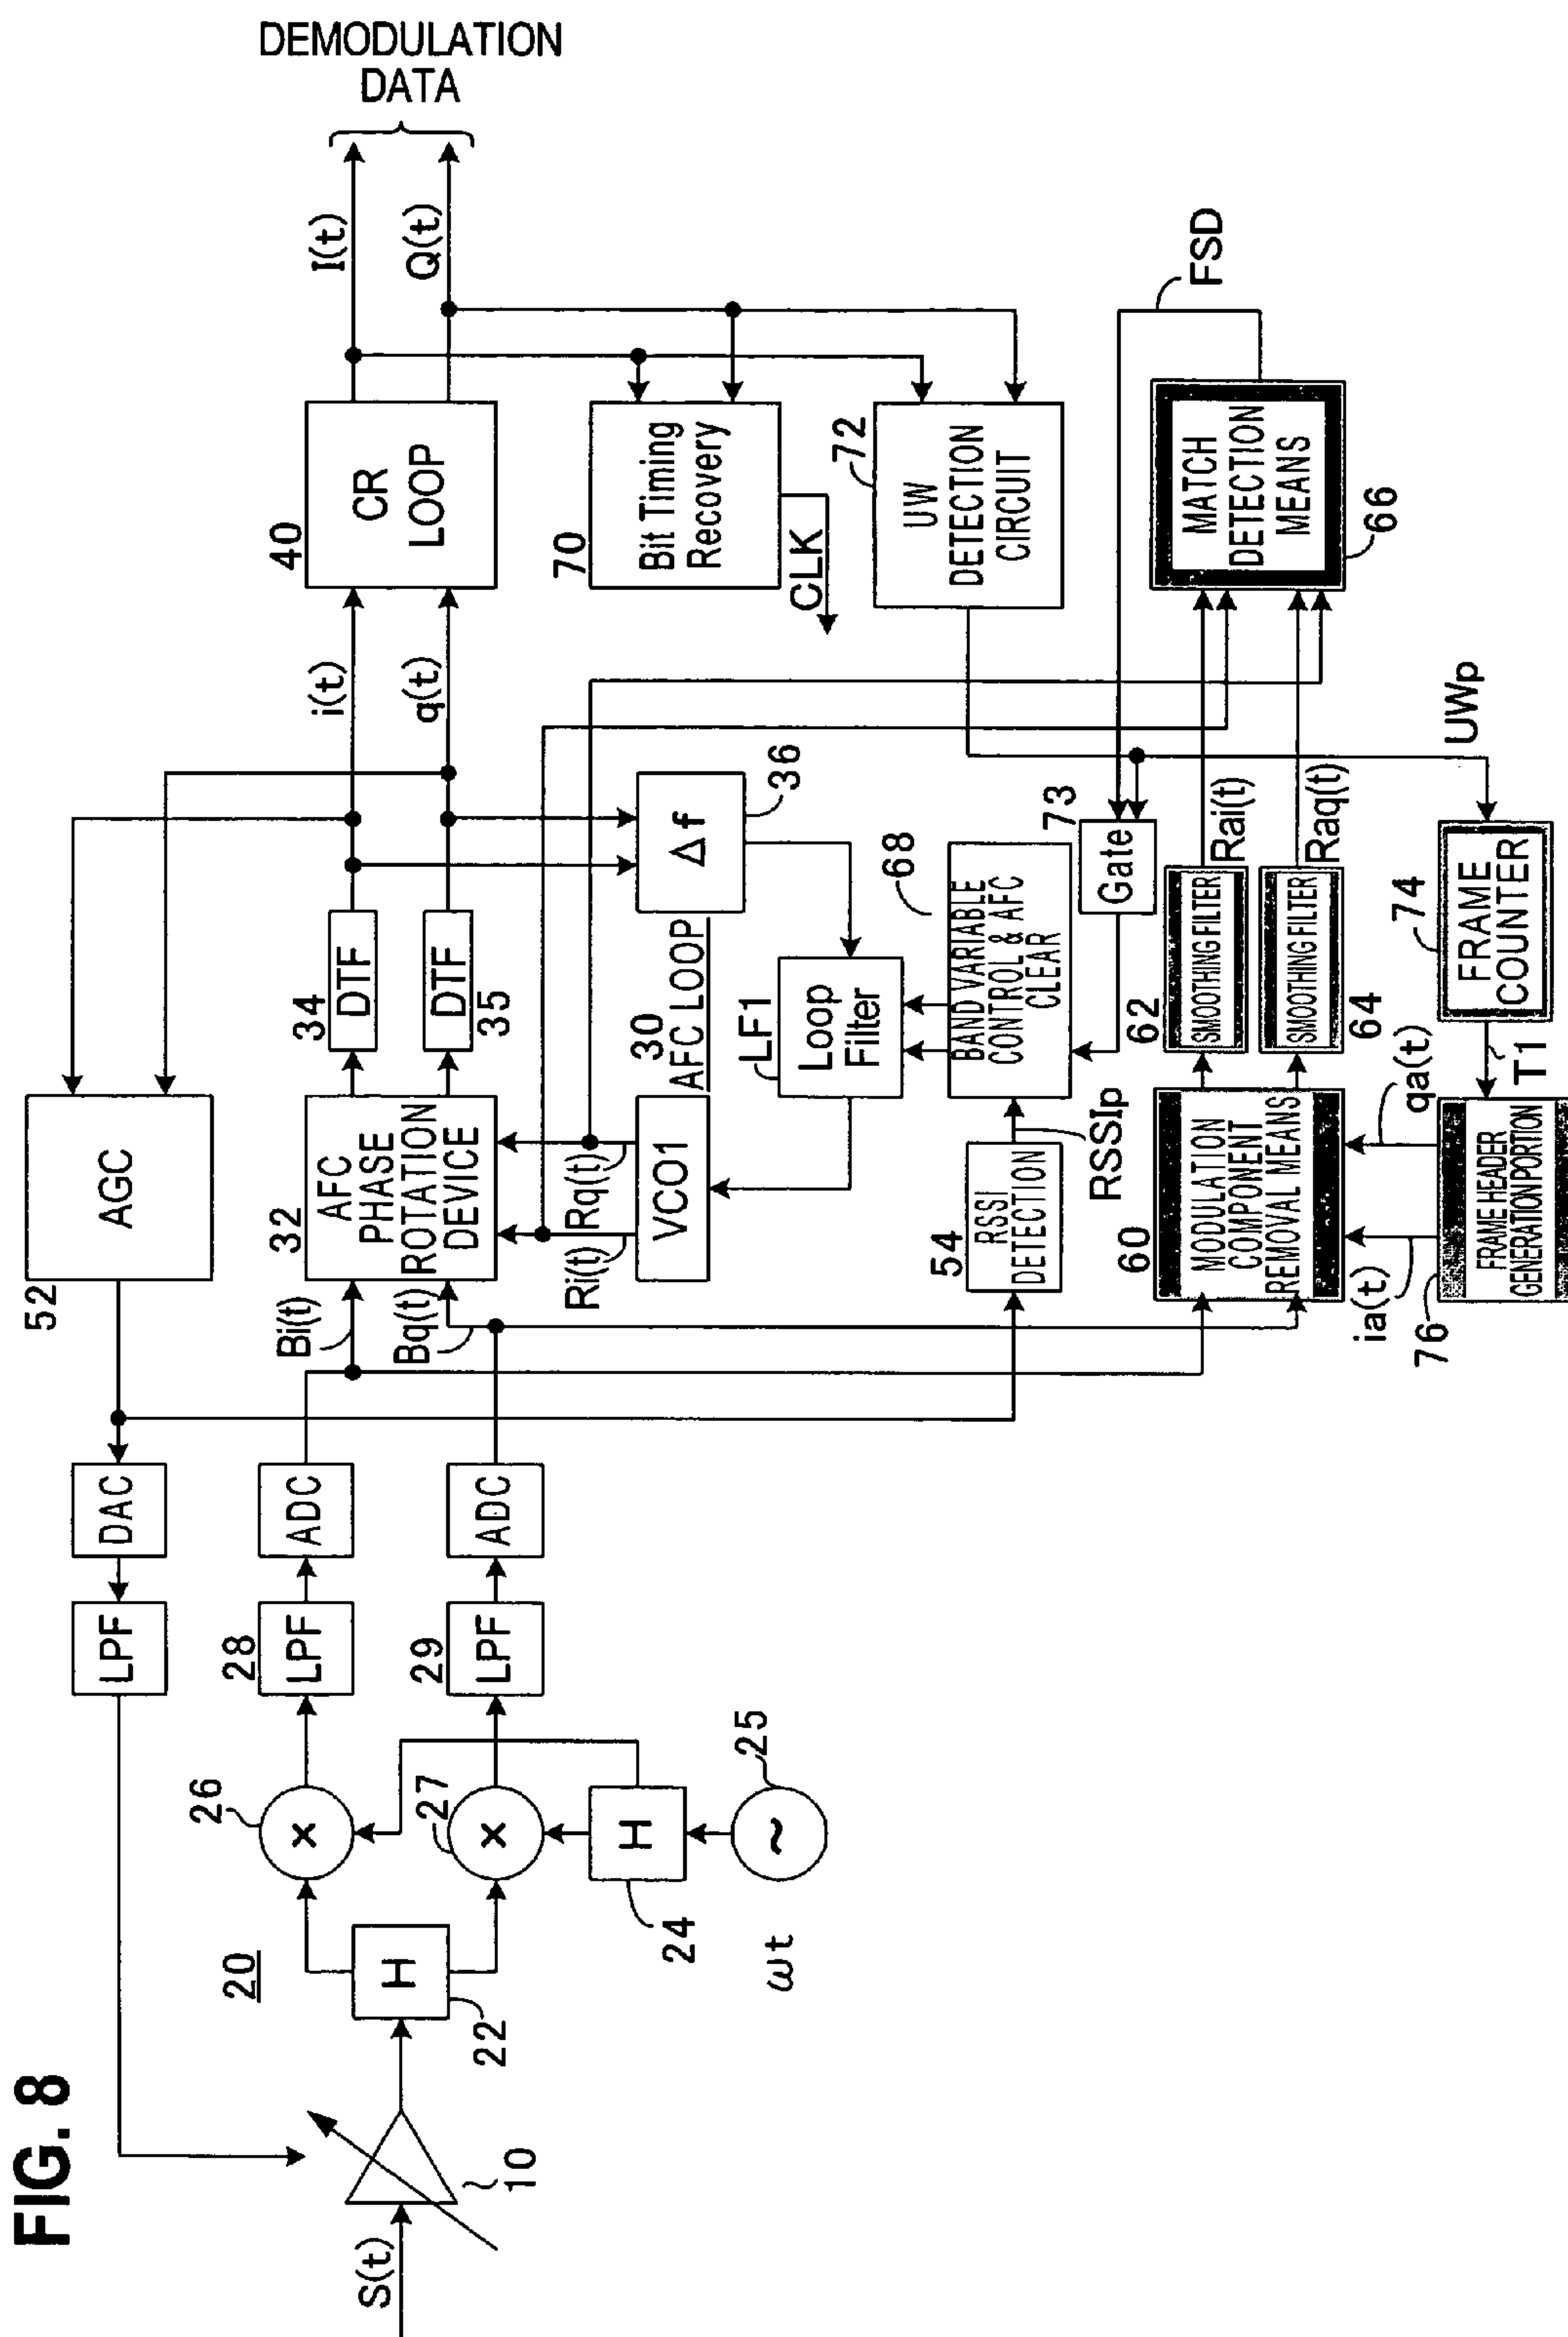 FIG. 8
S(t)
10
20
22
H
26
×
27
×
24
H
25
~
ωt
LPF
DAC
28
LPF
ADC
29
LPF
ADC
52
AGC
Bi(t)
Bq(t)
32
AFC
PHASE
ROTATION
DEVICE
34
DTF
DTF
35
i(t)
q(t)
40
CR
LOOP
I(t)
Q(t)
DEMODULATION
DATA
Ri(t)
Rq(t)
VCO1
30
AFC LOOP
Δf
36
LF1
Loop
Filter
70
Bit Timing
Recovery
CLK
72
UW
DETECTION
CIRCUIT
54
RSSI
DETECTION
RSSIp
BAND VARIABLE
CONTROL & AFC
CLEAR
68
73
Gate
FSD
60
MODULATION
COMPONENT
REMOVAL MEANS
62
SMOOTHING FILTER
Rai(t)
SMOOTHING FILTER
64
Raq(t)
MATCH
DETECTION
MEANS
66
ia(t)
qa(t)
76
FRAME HEADER
GENERATION PORTION
T1
74
FRAME
COUNTER
UWp